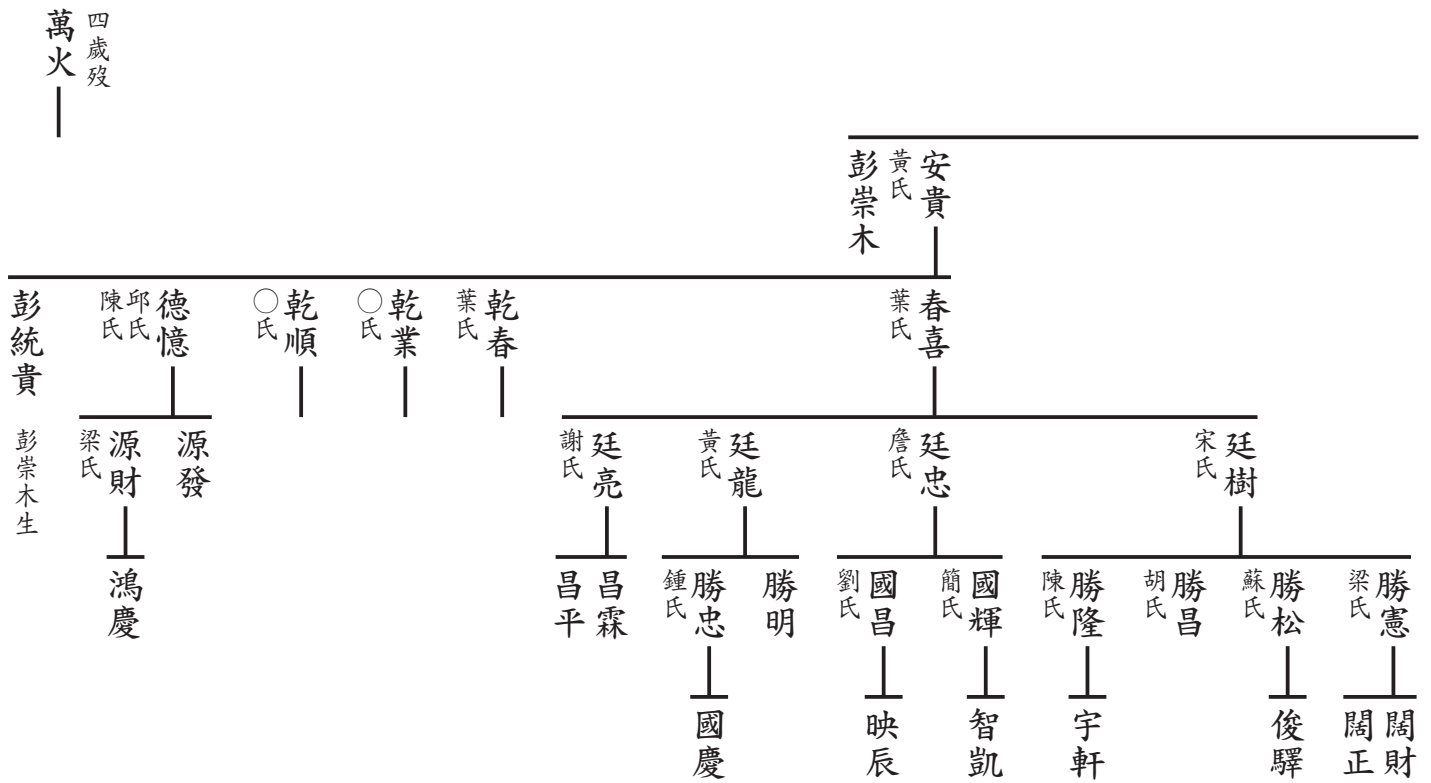 四歲歿
萬火
安貴
黃氏
彭崇木
春喜
葉氏
乾春
葉氏
乾業
○氏
乾順
○氏
德憶
邱氏
陳氏
彭統貴
彭崇木生
廷樹
宋氏
廷忠
詹氏
廷龍
黃氏
廷亮
謝氏
源發
源財
梁氏
勝憲
梁氏
勝松
蘇氏
勝昌
胡氏
勝隆
陳氏
國輝
簡氏
國昌
劉氏
勝明
勝忠
鍾氏
昌霖
昌平
鴻慶
闊財
闊正
俊驛
宇軒
智凱
映辰
國慶